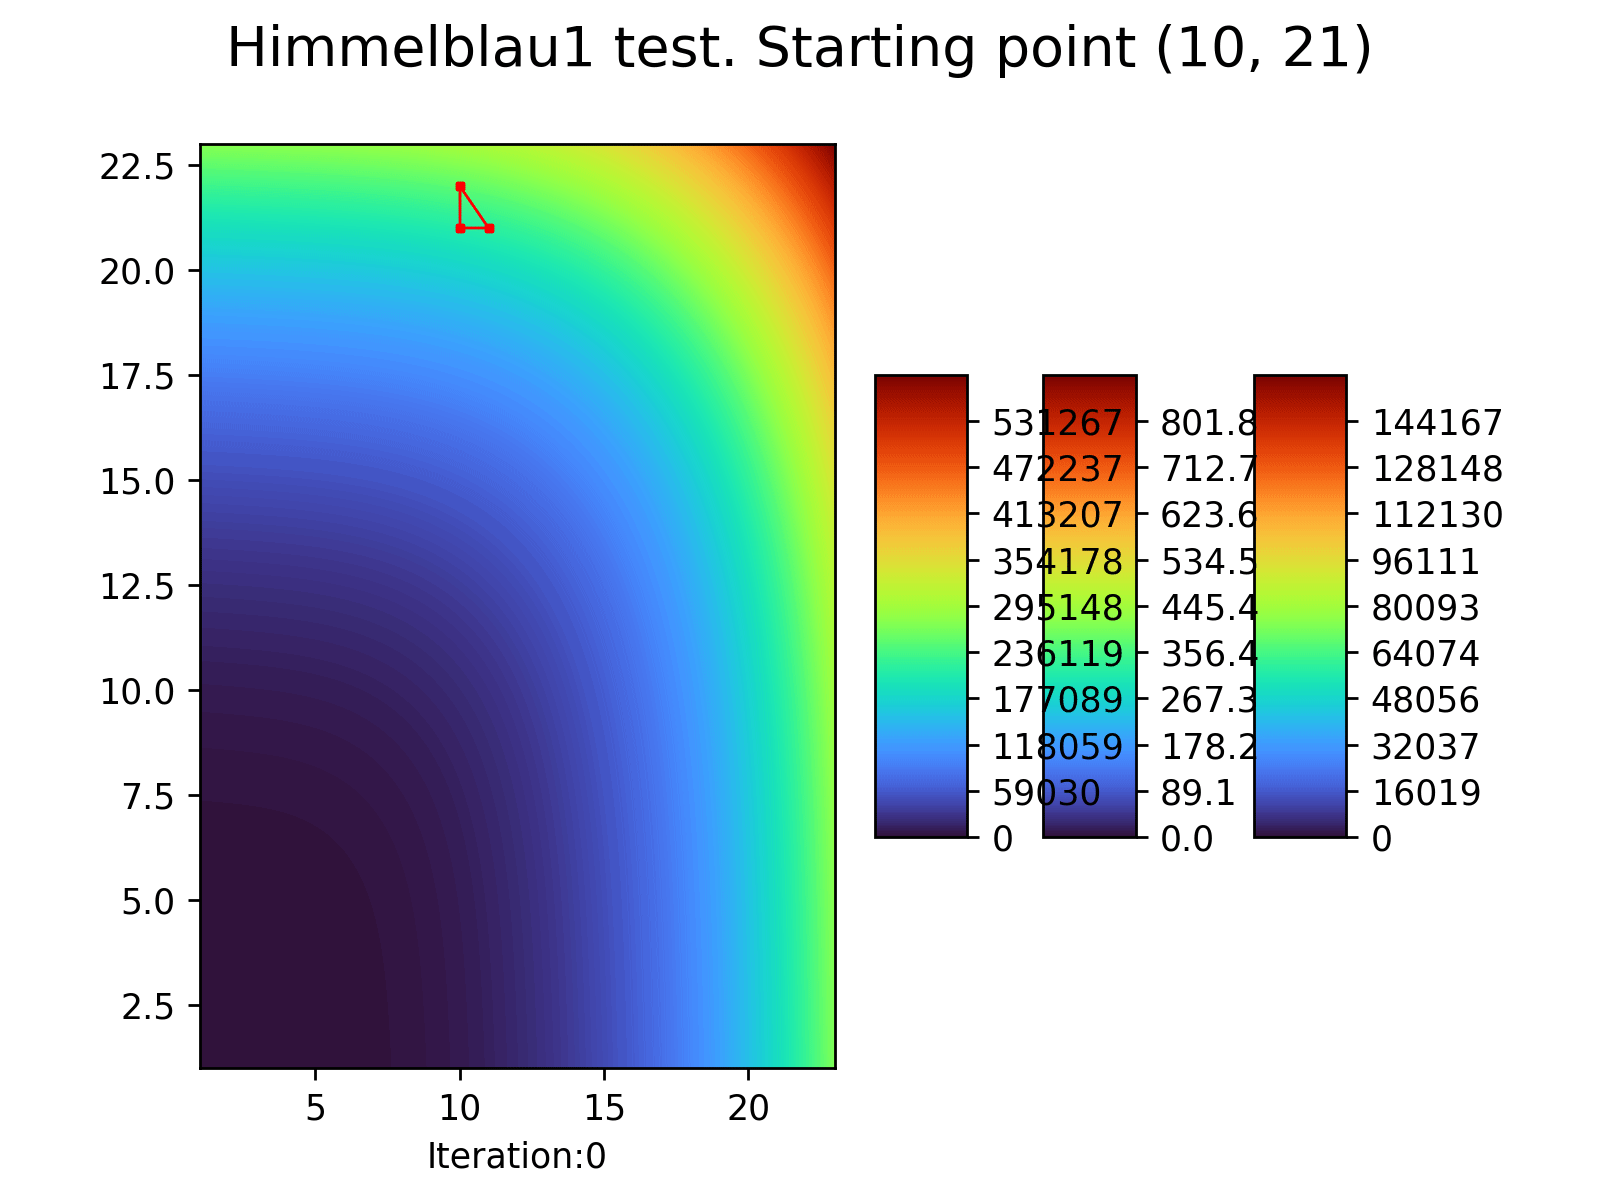 Himmelblau1 test. Starting point (10, 21)
22.5
20.0
17.5
15.0
12.5
10.0
7.5
5.0
2.5
5 10 15 20
Iteration:0
531267 801.8 144167
472237 712.7 128148
413207 623.6 112130
354178 534.5 96111
295148 445.4 80093
236119 356.4 64074
177089 267.3 48056
118059 178.2 32037
59030 89.1 16019
0 0.0 0